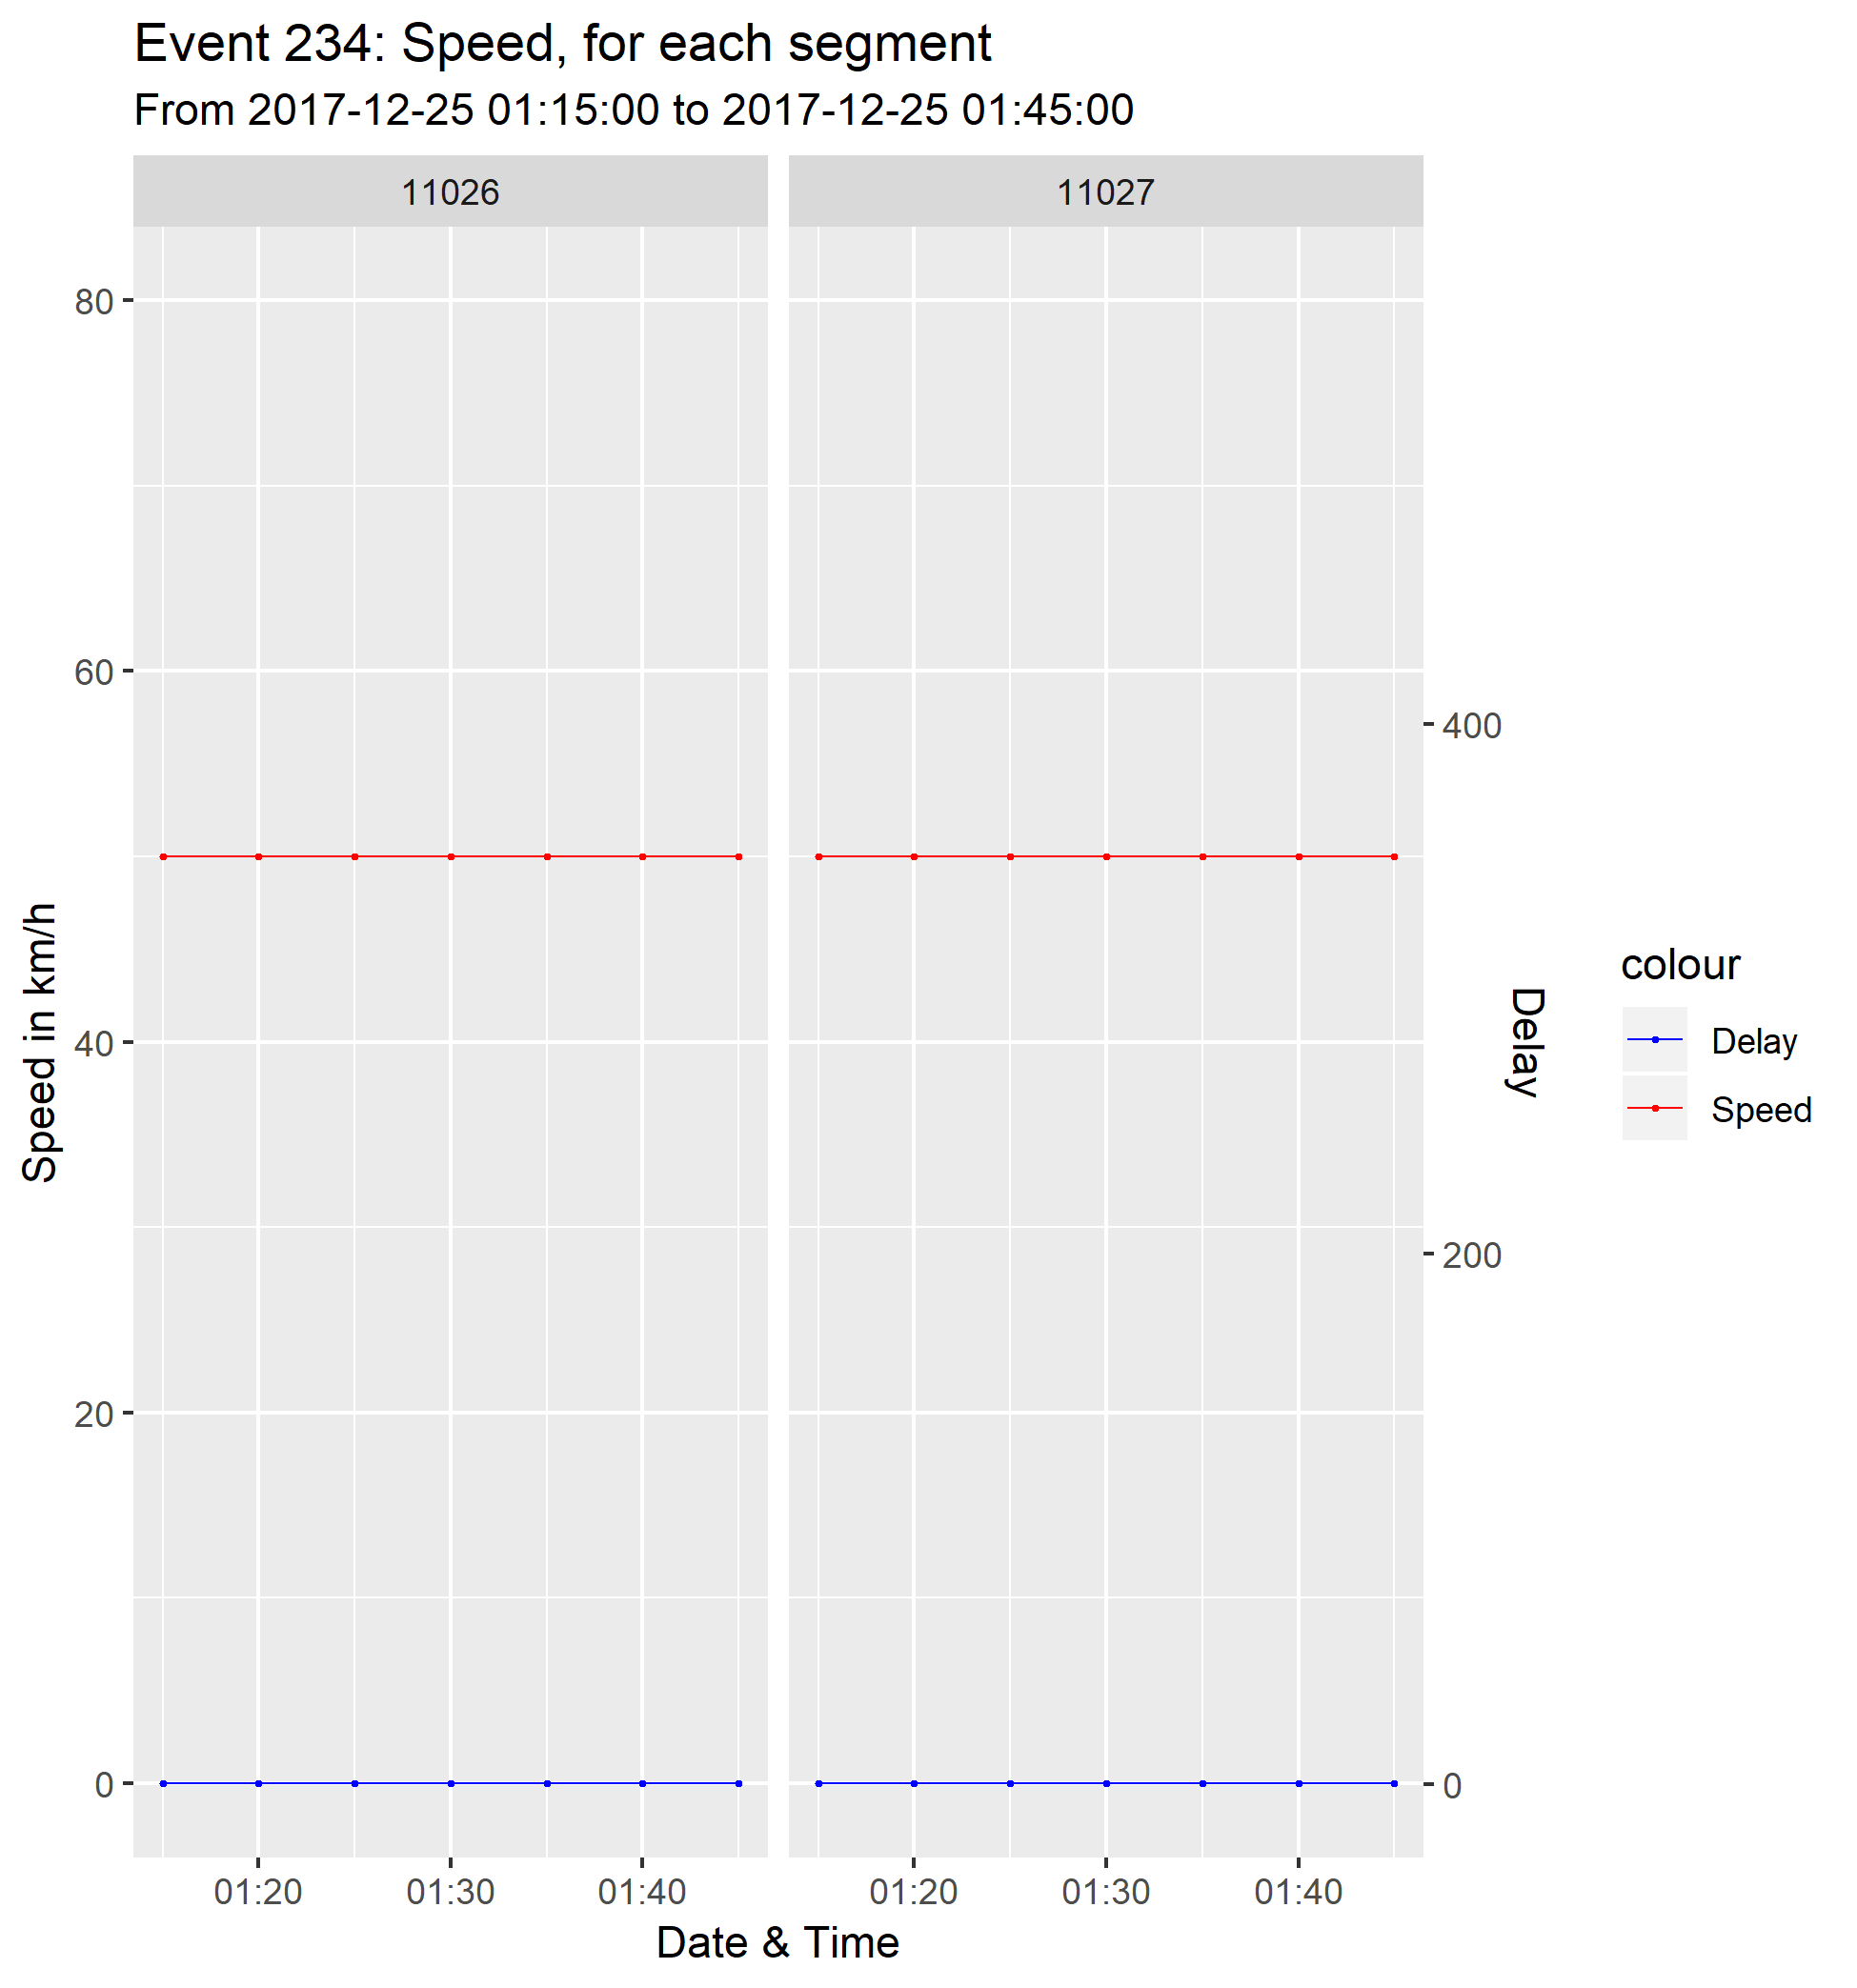 Event 234: Speed, for each segment
From 2017-12-25 01:15:00 to 2017-12-25 01:45:00
11026
11027
80
60
40
20
0
Speed in km/h
400
200
0
Delay
01:20
01:30
01:40
01:20
01:30
01:40
Date & Time
colour
Delay
Speed